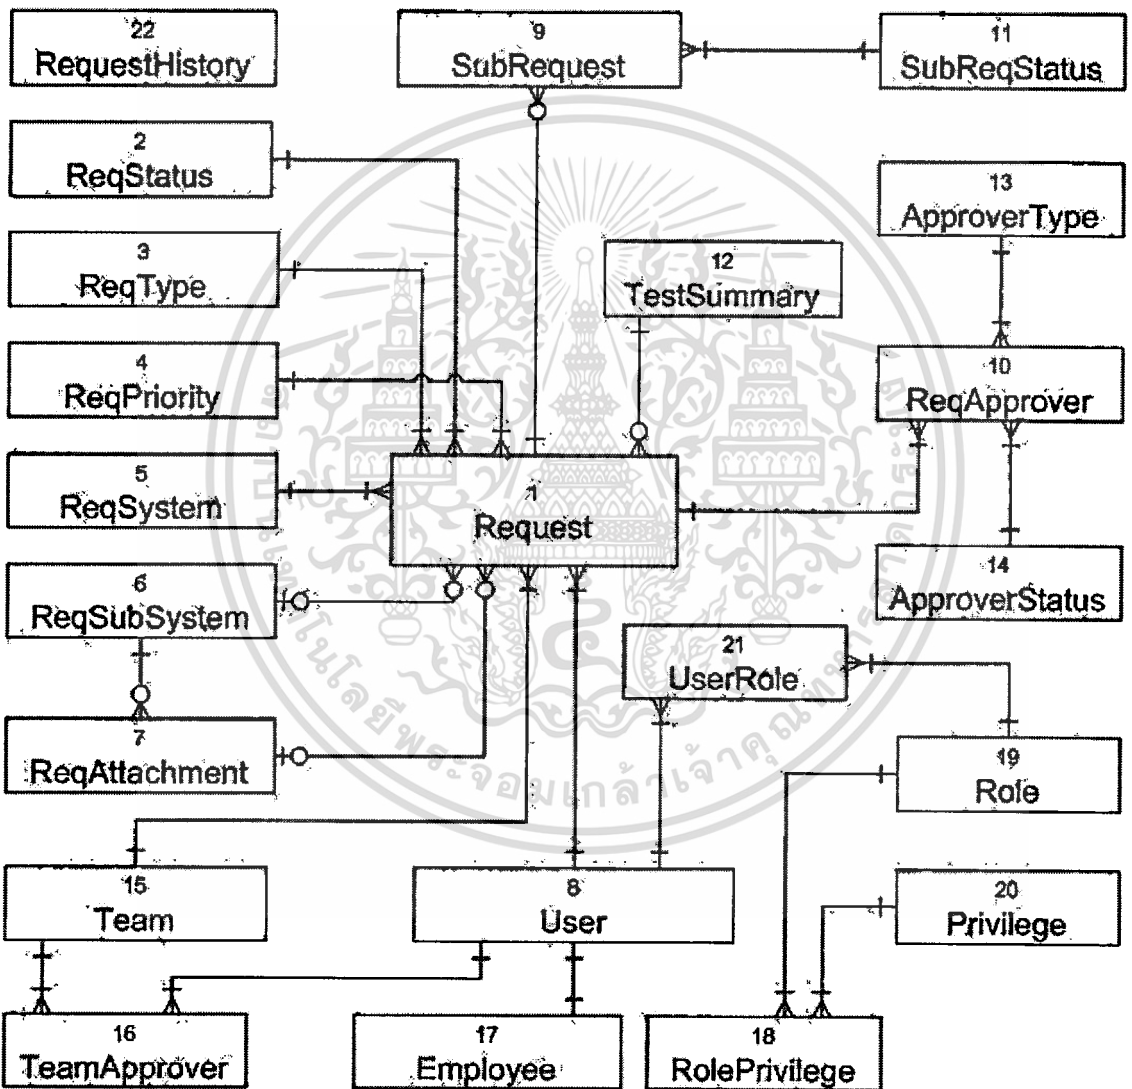 22
RequestHistory
9
SubRequest
11
SubReqStatus
2
ReqStatus
13
ApproverType
3
ReqType
12
TestSummary
4
ReqPriority
10
ReqApprover
5
ReqSystem
1
Request
6
ReqSubSystem
14
ApproverStatus
21
UserRole
7
ReqAttachment
19
Role
15
Team
8
User
20
Privilege
16
TeamApprover
17
Employee
18
RolePrivilege